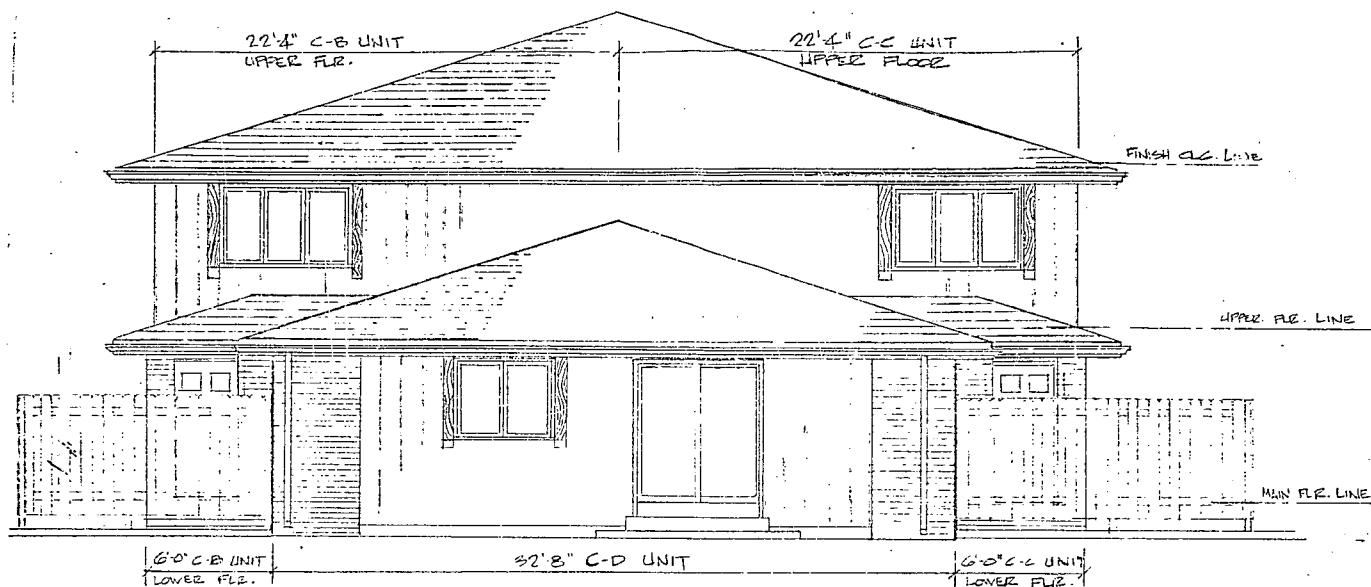 22'4" C-B UNIT
UPPER FLR.
22'4" C-C UNIT
UPPER FLOOR
FINISH CLG. LINE
UPPER FLR. LINE
MAIN FLR. LINE
6'-0" C-B UNIT
LOWER FLR.
32'-8" C-D UNIT
6'-0" C-C UNIT
LOWER FLR.